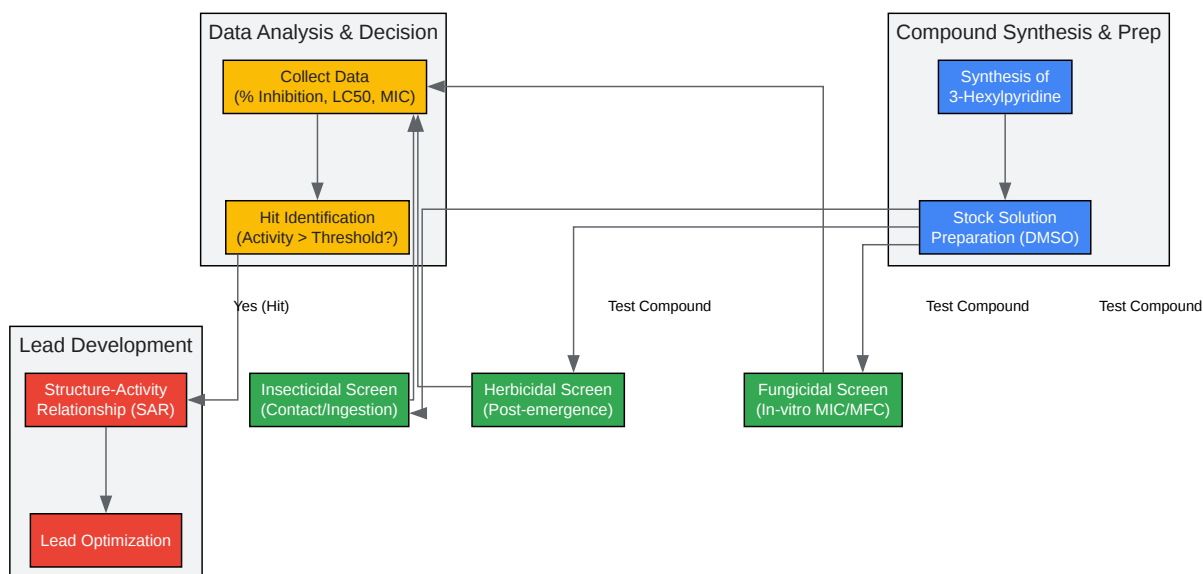 Data Analysis & Decision
Compound Synthesis & Prep
Collect Data
(% Inhibition, LC50, MIC)
Synthesis of
3-Hexylpyridine
Hit Identification
(Activity > Threshold?)
Stock Solution
Preparation (DMSO)
Yes (Hit)
Test Compound
Test Compound
Test Compound
Lead Development
Structure-Activity
Relationship (SAR)
Insecticidal Screen
(Contact/Ingestion)
Herbicidal Screen
(Post-emergence)
Fungicidal Screen
(In-vitro MIC/MFC)
Lead Optimization